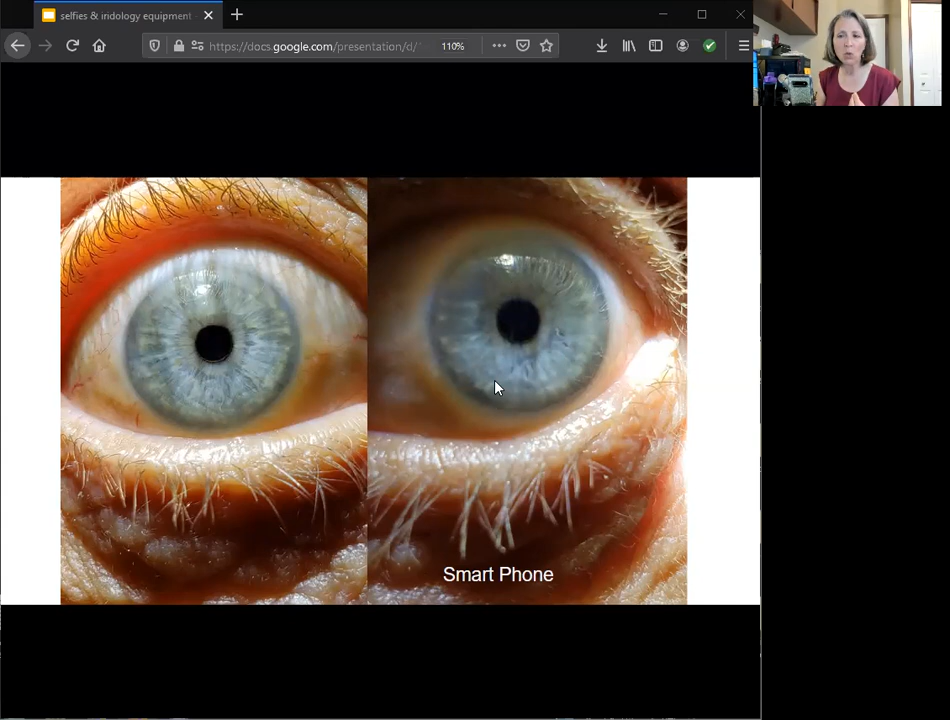 selfies & indology equipment
https://docs.google.com/presentation/d/
110%
Smart Phone